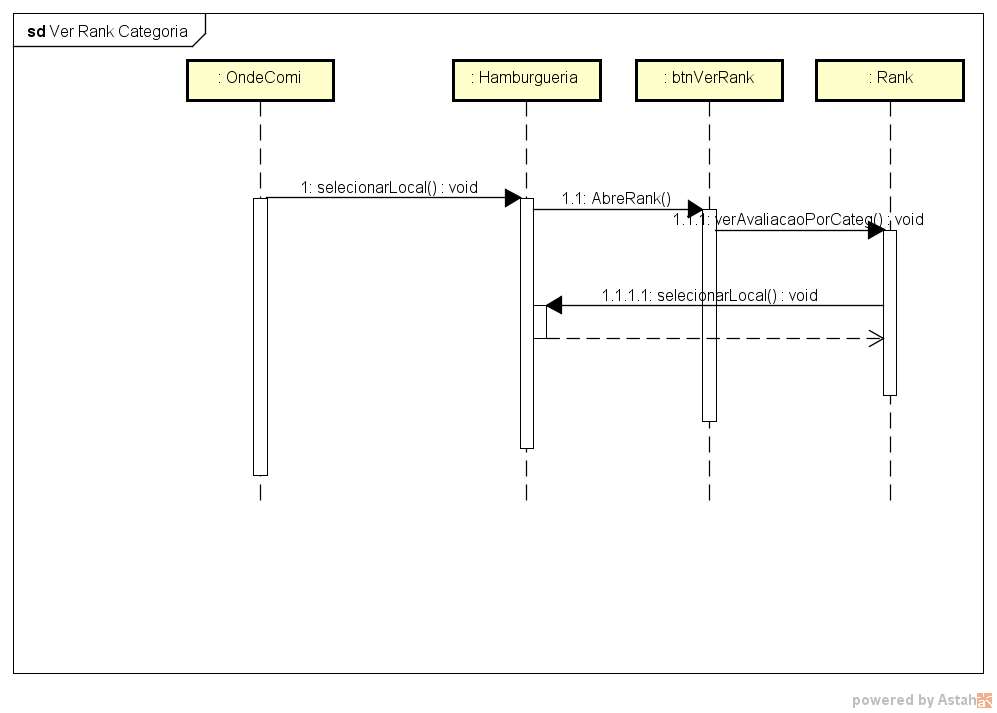 sd Ver Rank Categoria
: OndeComi
: Hamburgueria
: btnVerRank
: Rank
1: selecionarLocal() : void
1.1: AbreRank()
1.1.1: verAvaliacaoPorCateg() : void
1.1.1.1: selecionarLocal() : void
powered by Astah